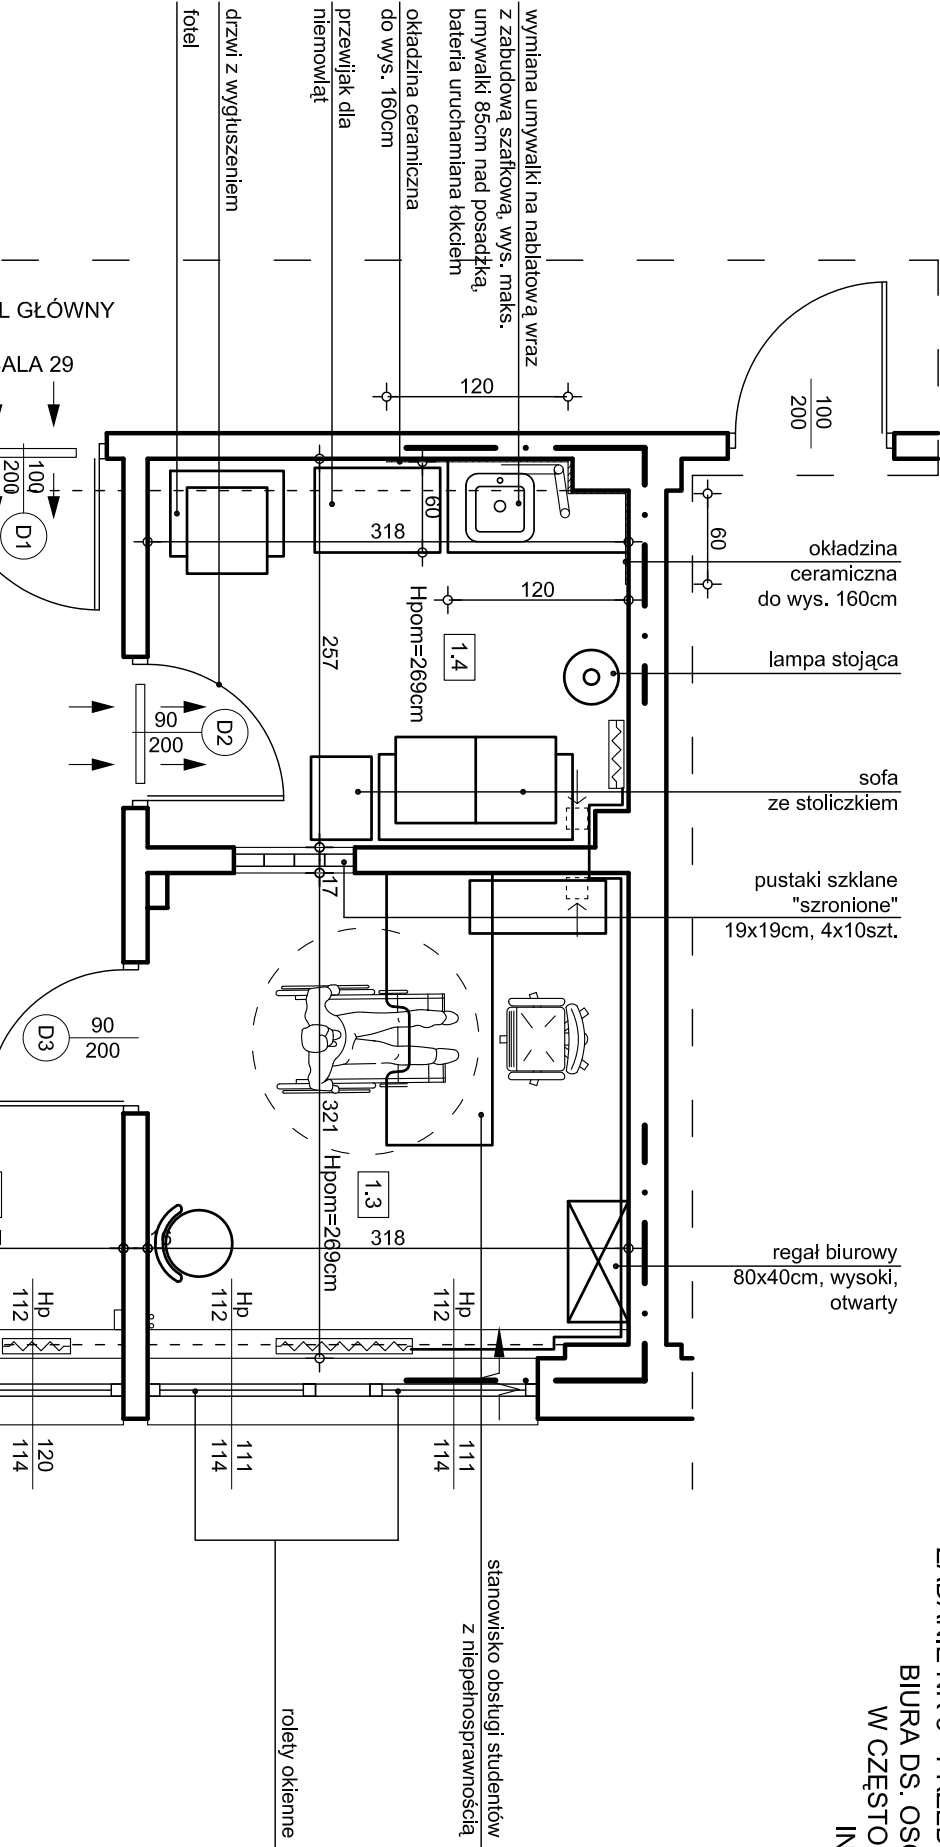 wymiana umywalki na nablatową wraz
z zabudową szafkową, wys. maks.
umywalki 85cm nad posadzką,
bateria uruchamiana łokciem
okładzina ceramiczna
do wys. 160cm
przewijak dla
niemowląt
drzwi z wygłuszeniem
fotel
L GŁÓWNY
ALA 29
120
100
200
60
okładzina
ceramiczna
do wys. 160cm
lampa stojąca
sofa
ze stoliczkiem
pustaki szklane
"szronione"
19x19cm, 4x10szt.
regał biurowy
80x40cm, wysoki,
otwarty
100
200
D1
60
318
120
1.4
Hpom=269cm
257
D2
90
200
17
D3
90
200
321
1.3
Hpom=269cm
318
Hp
112
Hp
112
Hp
112
120
114
111
114
111
114
stanowisko obsługi studentów
z niepełnosprawnością
rolety okienne
BIURA DS. OSO
W CZĘSTO
IN